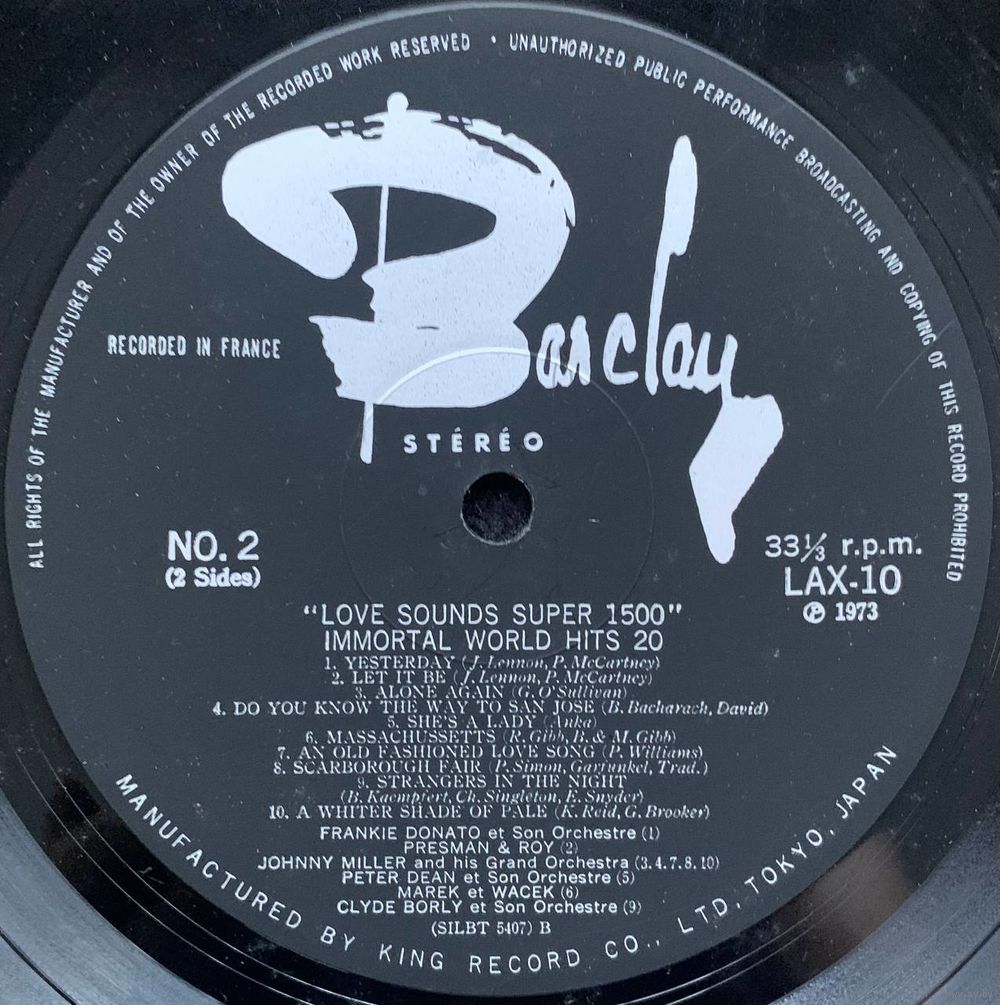 ALL RIGHTS OF THE MANUFACTURER AND OF THE OWNER OF THE RECORDED WORK RESERVED • UNAUTHORIZED PUBLIC PERFORMANCE BROADCASTING AND COPYING OF THIS RECORD PROHIBITED
Barclay
RECORDED IN FRANCE
STÉRÉO
NO. 2
(2 Sides)
33⅓ r.p.m.
LAX-10
℗ 1973
"LOVE SOUNDS SUPER 1500"
IMMORTAL WORLD HITS 20
1. YESTERDAY (J. Lennon, P. McCartney)
2. LET IT BE (J. Lennon, P. McCartney)
3. ALONE AGAIN (G. O'Sullivan)
4. DO YOU KNOW THE WAY TO SAN JOSE (B. Bacharach, David)
5. SHE'S A LADY (Anka)
6. MASSACHUSSETTS (R. Gibb, B. & M. Gibb)
7. AN OLD FASHIONED LOVE SONG (P. Williams)
8. SCARBOROUGH FAIR (P. Simon, Garfunkel, Trad.)
9. STRANGERS IN THE NIGHT
(B. Kaempfert, Ch. Singleton, E. Snyder)
10. A WHITER SHADE OF PALE (K. Reid, G. Brooker)
FRANKIE DONATO et Son Orchestre (1)
PRESMAN & ROY (2)
JOHNNY MILLER and his Grand Orchestra (3.4.7.8.10)
PETER DEAN et Son Orchestre (5)
MAREK et WACEK (6)
CLYDE BORLY et Son Orchestre (9)
(SILBT 5407) B
MANUFACTURED BY KING RECORD CO., LTD, TOKYO, JAPAN